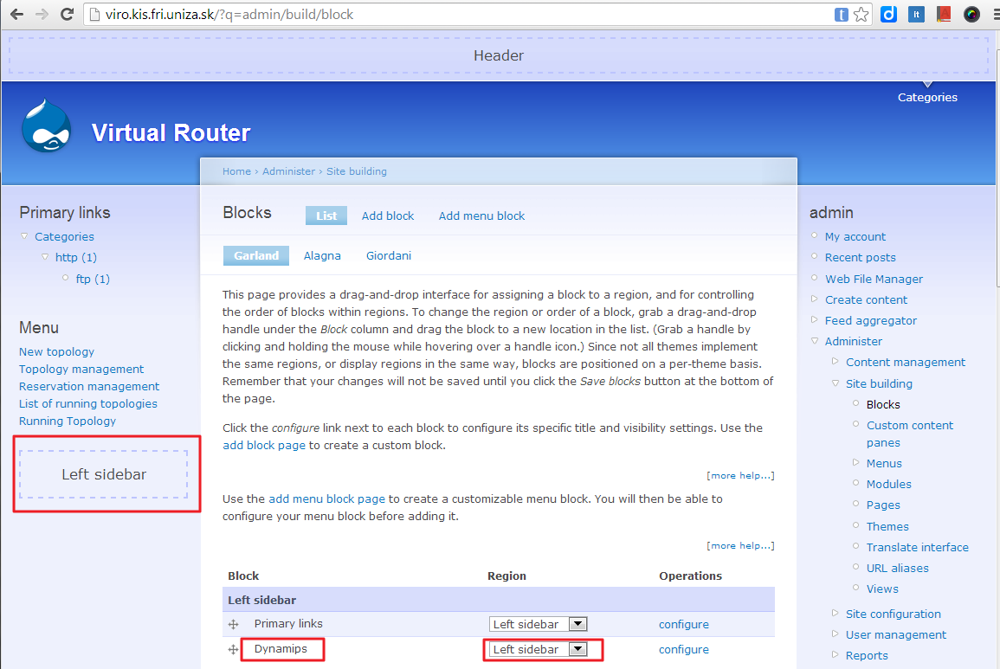 viro.kis.fri.uniza.sk/?q=admin/build/block
Header
Categories
Virtual Router
Home › Administer › Site building
Primary links
Categories
http (1)
ftp (1)
Menu
New topology
Topology management
Reservation management
List of running topologies
Running Topology
Left sidebar
Blocks
List
Add block
Add menu block
Garland
Alagna
Giordani
This page provides a drag-and-drop interface for assigning a block to a region, and for controlling
the order of blocks within regions. To change the region or order of a block, grab a drag-and-drop
handle under the Block column and drag the block to a new location in the list. (Grab a handle by
clicking and holding the mouse while hovering over a handle icon.) Since not all themes implement
the same regions, or display regions in the same way, blocks are positioned on a per-theme basis.
Remember that your changes will not be saved until you click the Save blocks button at the bottom of
the page.
Click the configure link next to each block to configure its specific title and visibility settings. Use the
add block page to create a custom block.
[more help...]
Use the add menu block page to create a customizable menu block. You will then be able to
configure your menu block before adding it.
[more help...]
Block Region Operations
Left sidebar
Primary links Left sidebar configure
Dynamips Left sidebar configure
admin
My account
Recent posts
Web File Manager
Create content
Feed aggregator
Administer
Content management
Site building
Blocks
Custom content
panes
Menus
Modules
Pages
Themes
Translate interface
URL aliases
Views
Site configuration
User management
Reports